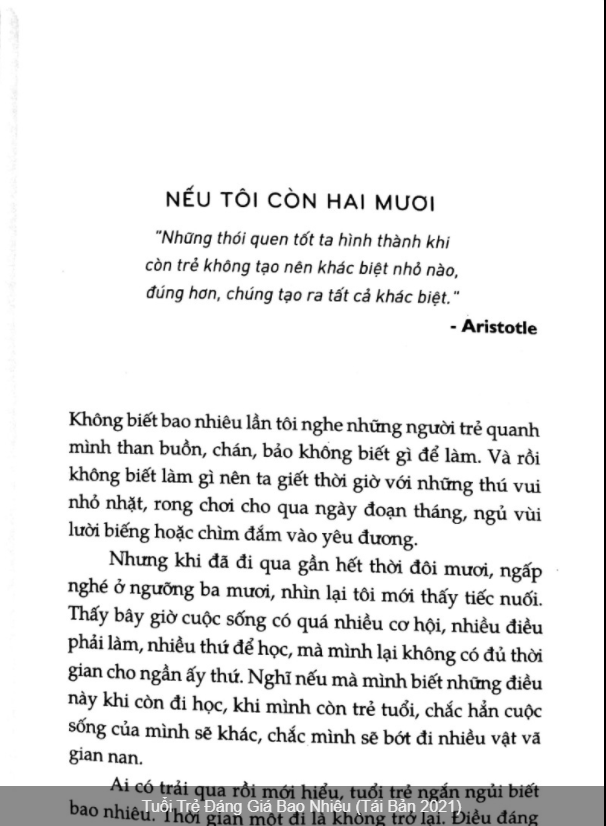 NẾU TÔI CÒN HAI MƯƠI
"Những thói quen tốt ta hình thành khi
còn trẻ không tạo nên khác biệt nhỏ nào,
đúng hơn, chúng tạo ra tất cả khác biệt."
- Aristotle
Không biết bao nhiêu lần tôi nghe những người trẻ quanh
mình than buồn, chán, bảo không biết gì để làm. Và rồi
không biết làm gì nên ta giết thời giờ với những thú vui
nhỏ nhặt, rong chơi cho qua ngày đoạn tháng, ngủ vùi
lười biếng hoặc chìm đắm vào yêu đương.
Nhưng khi đã đi qua gần hết thời đôi mươi, ngấp
nghé ở ngưỡng ba mươi, nhìn lại tôi mới thấy tiếc nuối.
Thấy bây giờ cuộc sống có quá nhiều cơ hội, nhiều điều
phải làm, nhiều thứ để học, mà mình lại không có đủ thời
gian cho ngần ấy thứ. Nghĩ nếu mà mình biết những điều
này khi còn đi học, khi mình còn trẻ tuổi, chắc hẳn cuộc
sống của mình sẽ khác, chắc mình sẽ bớt đi nhiều vật vã
gian nan.
Ai có trải qua rồi mới hiểu, tuổi trẻ ngắn ngủi biết
bao nhiêu. Thời gian một đi là không trở lại. Điều đáng
Tuổi Trẻ Đáng Giá Bao Nhiêu (Tái Bản 2021)